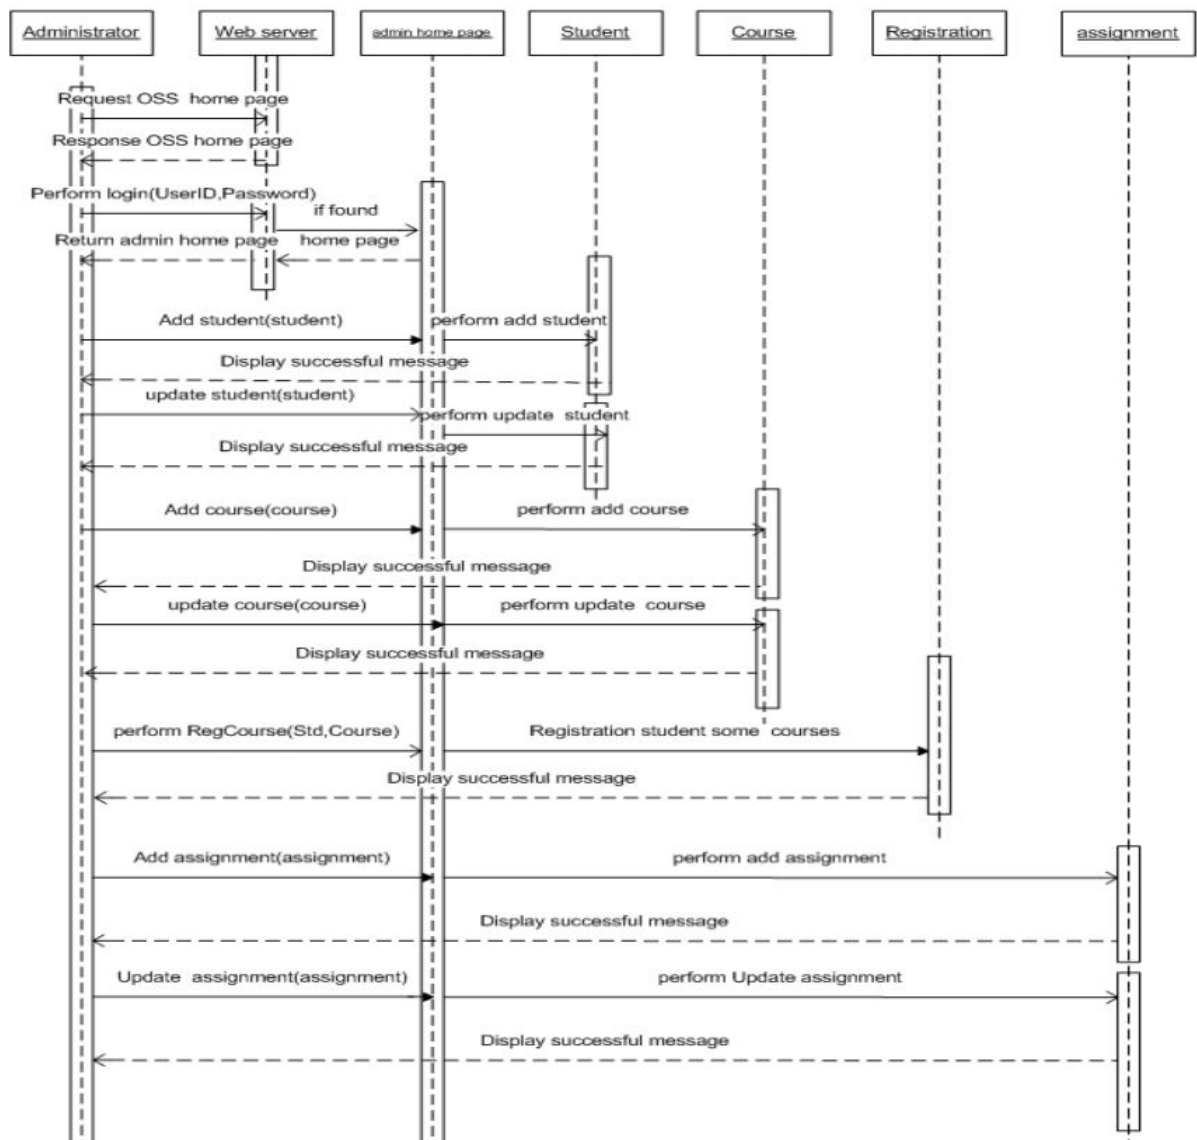 Administrator
Web server
admin home page
Student
Course
Registration
assignment
Request OSS home page
Response OSS home page
Perform login(UserID,Password)
if found
Return admin home page
home page
Add student(student)
perform add student
Display successful message
update student(student)
perform update student
Display successful message
Add course(course)
perform add course
Display successful message
update course(course)
perform update course
Display successful message
perform RegCourse(Std,Course)
Registration student some courses
Display successful message
Add assignment(assignment)
perform add assignment
Display successful message
Update assignment(assignment)
perform Update assignment
Display successful message